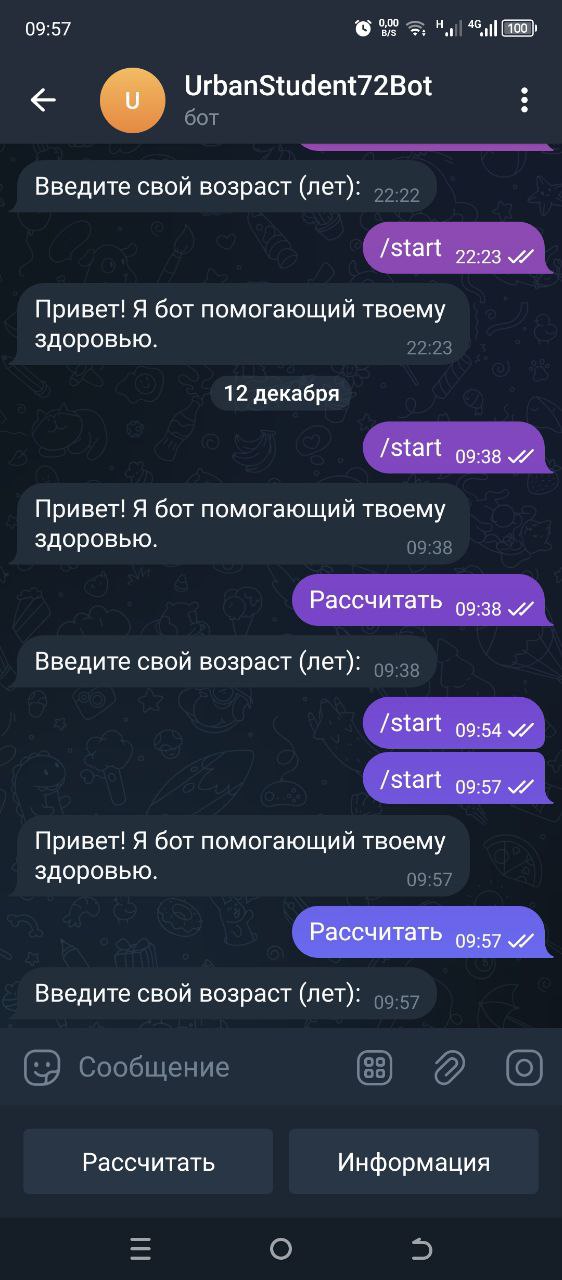 09:57
0,00
B/S
H
4G
100
U
UrbanStudent72Bot
бот
Введите свой возраст (лет): 22:22
/start 22:23
Привет! Я бот помогающий твоему
здоровью. 22:23
12 декабря
/start 09:38
Привет! Я бот помогающий твоему
здоровью. 09:38
Рассчитать 09:38
Введите свой возраст (лет): 09:38
/start 09:54
/start 09:57
Привет! Я бот помогающий твоему
здоровью. 09:57
Рассчитать 09:57
Введите свой возраст (лет): 09:57
Сообщение
Рассчитать
Информация